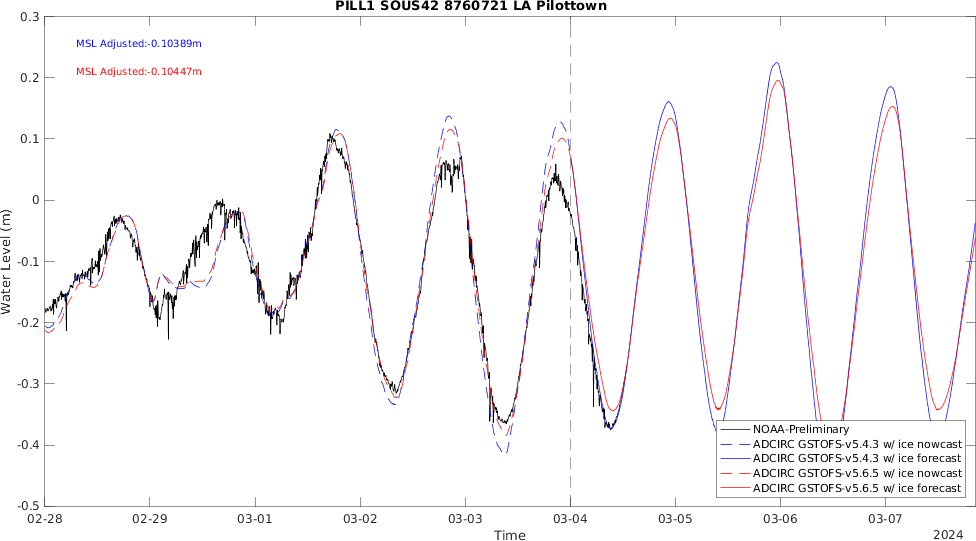 PILL1 SOUS42 8760721 LA Pilottown
MSL Adjusted:-0.10389m
MSL Adjusted:-0.10447m
0.3
0.2
0.1
0
-0.1
-0.2
-0.3
-0.4
-0.5
Water Level (m)
NOAA-Preliminary
ADCIRC GSTOFS-v5.4.3 w/ ice nowcast
ADCIRC GSTOFS-v5.4.3 w/ ice forecast
ADCIRC GSTOFS-v5.6.5 w/ ice nowcast
ADCIRC GSTOFS-v5.6.5 w/ ice forecast
02-28 02-29 03-01 03-02 03-03 03-04 03-05 03-06 03-07
Time
2024